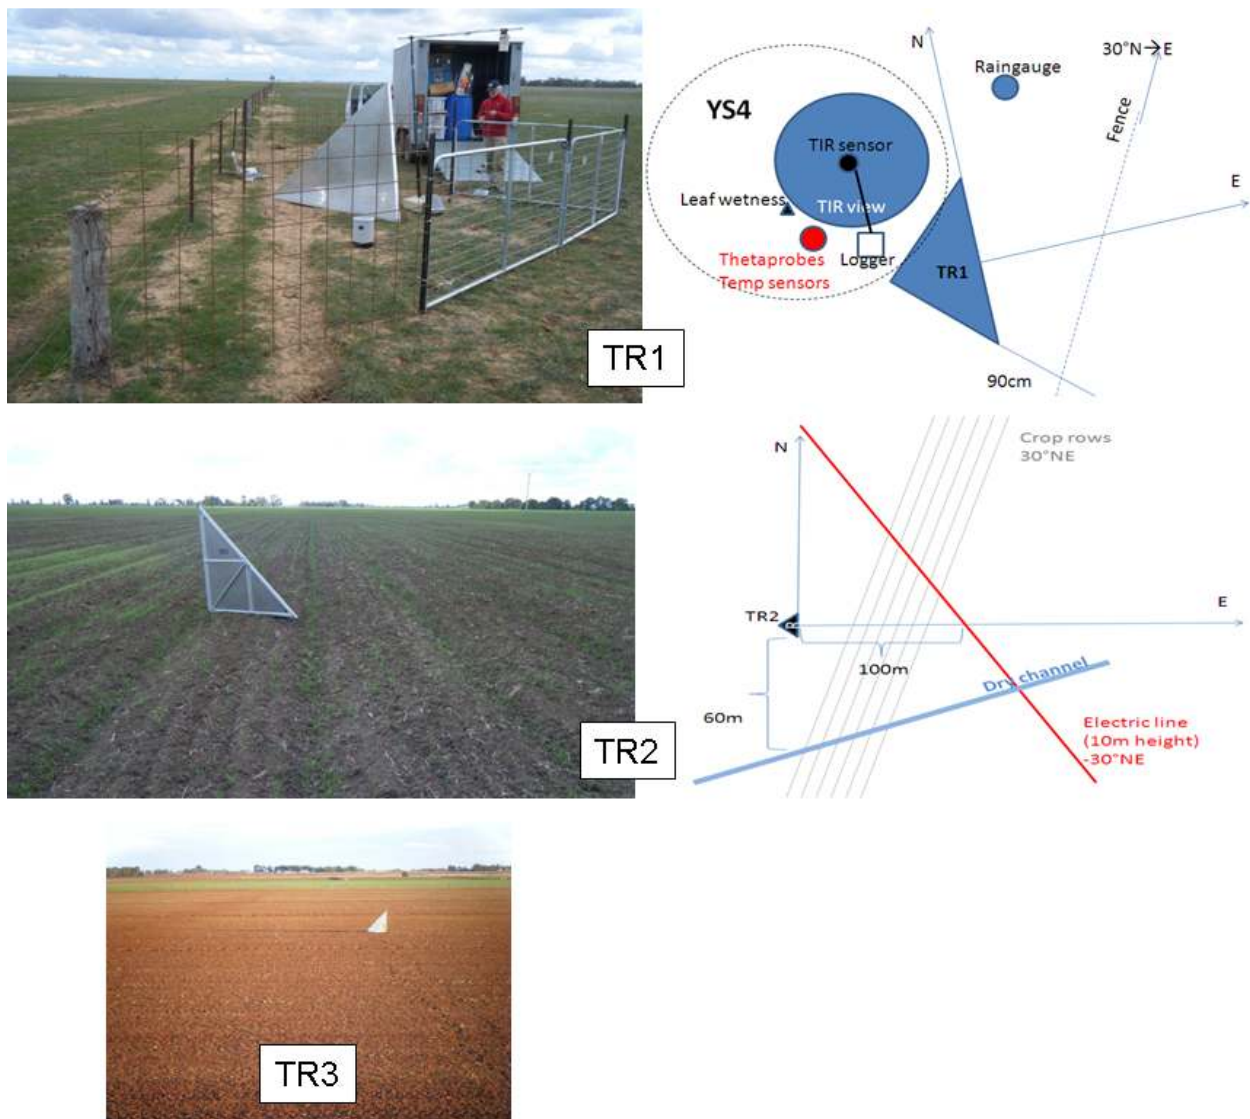 N
30°N→E
Raingauge
YS4
Fence
TIR sensor
E
Leaf wetness
TIR view
Thetaprobes
Logger
TR1
Temp sensors
TR1
90cm
Crop rows
30°NE
N
TR2
E
100m
Dry channel
60m
Electric line
(10m height)
-30°NE
TR2
TR3